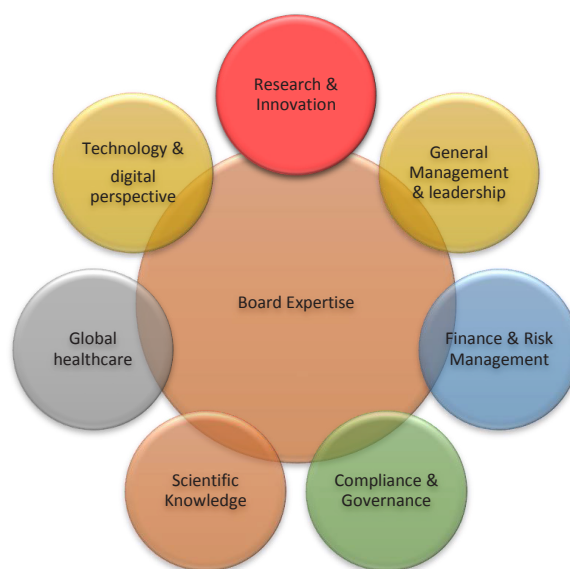 Research &
Innovation
General
Management
& leadership
Finance & Risk
Management
Compliance &
Governance
Scientific
Knowledge
Global
healthcare
Technology &
digital
perspective
Board Expertise